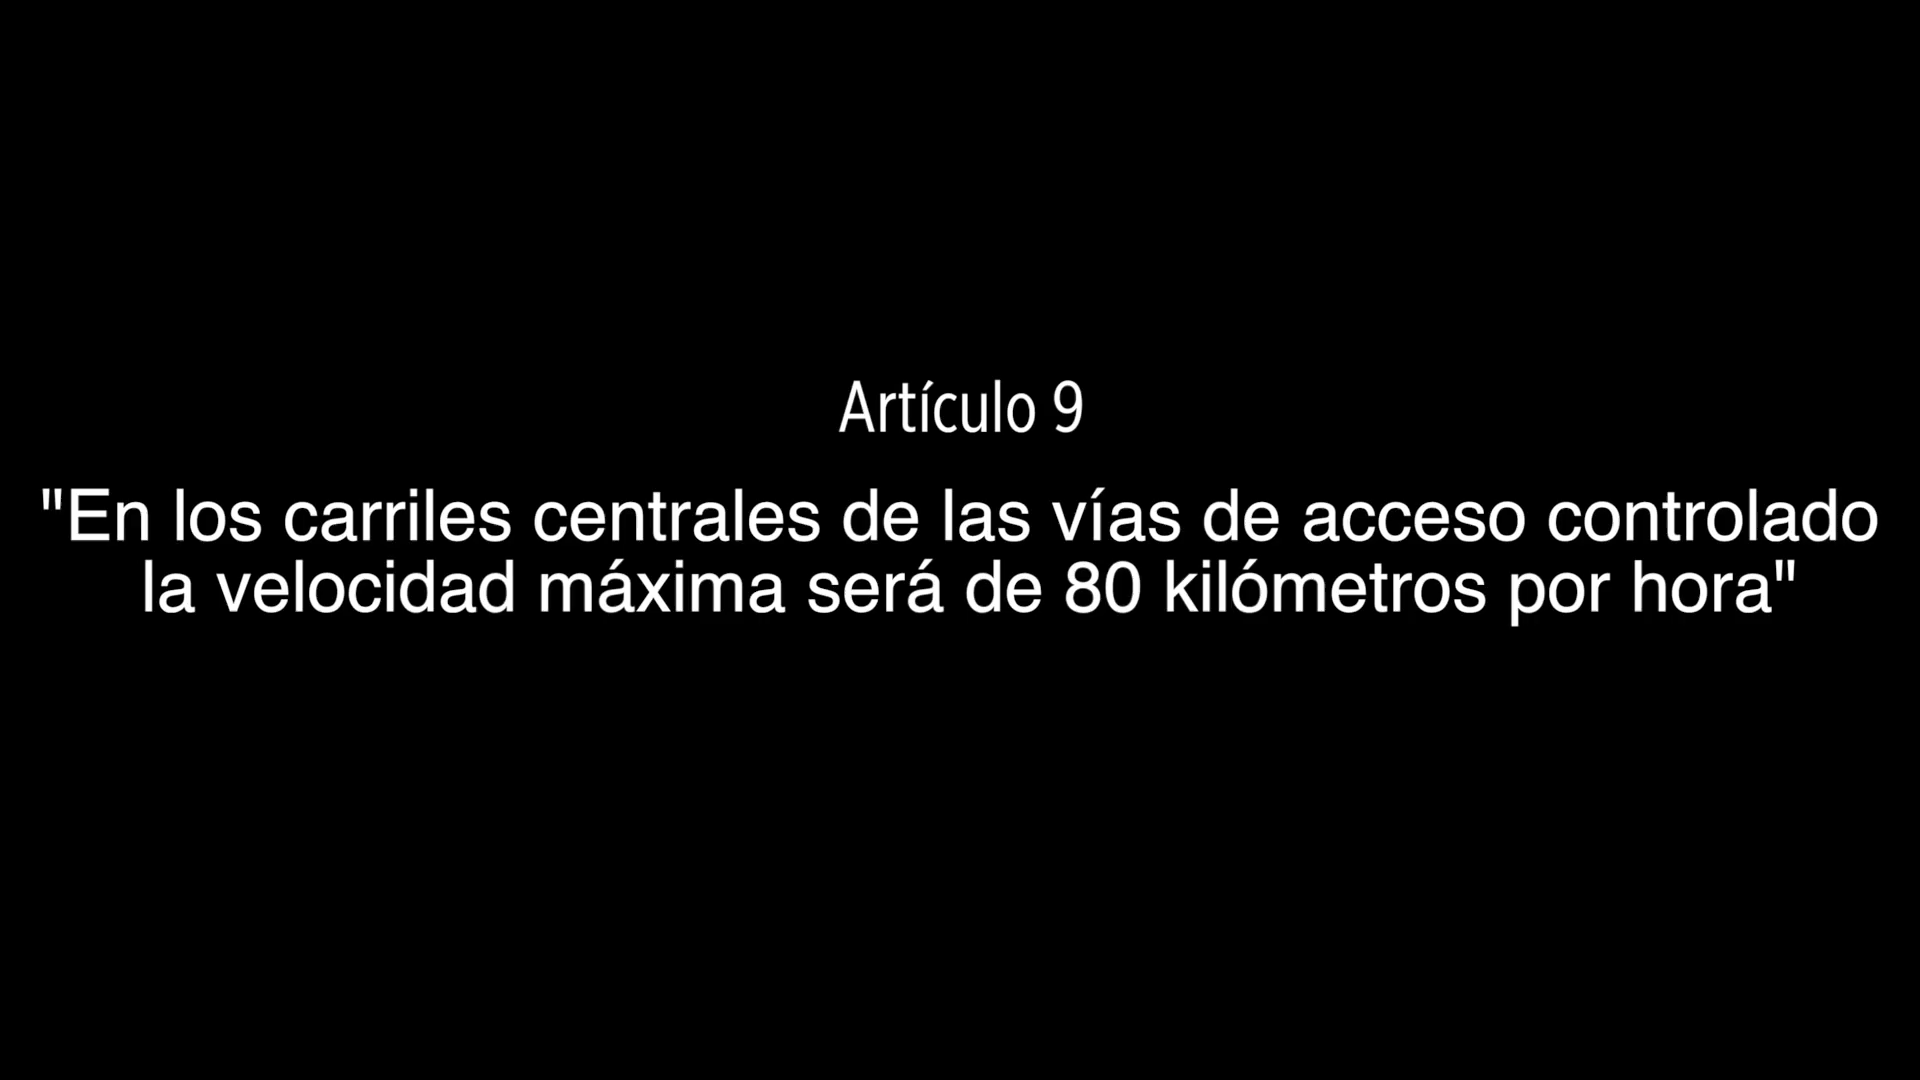 Artículo 9
"En los carriles centrales de las vías de acceso controlado
la velocidad máxima será de 80 kilómetros por hora"